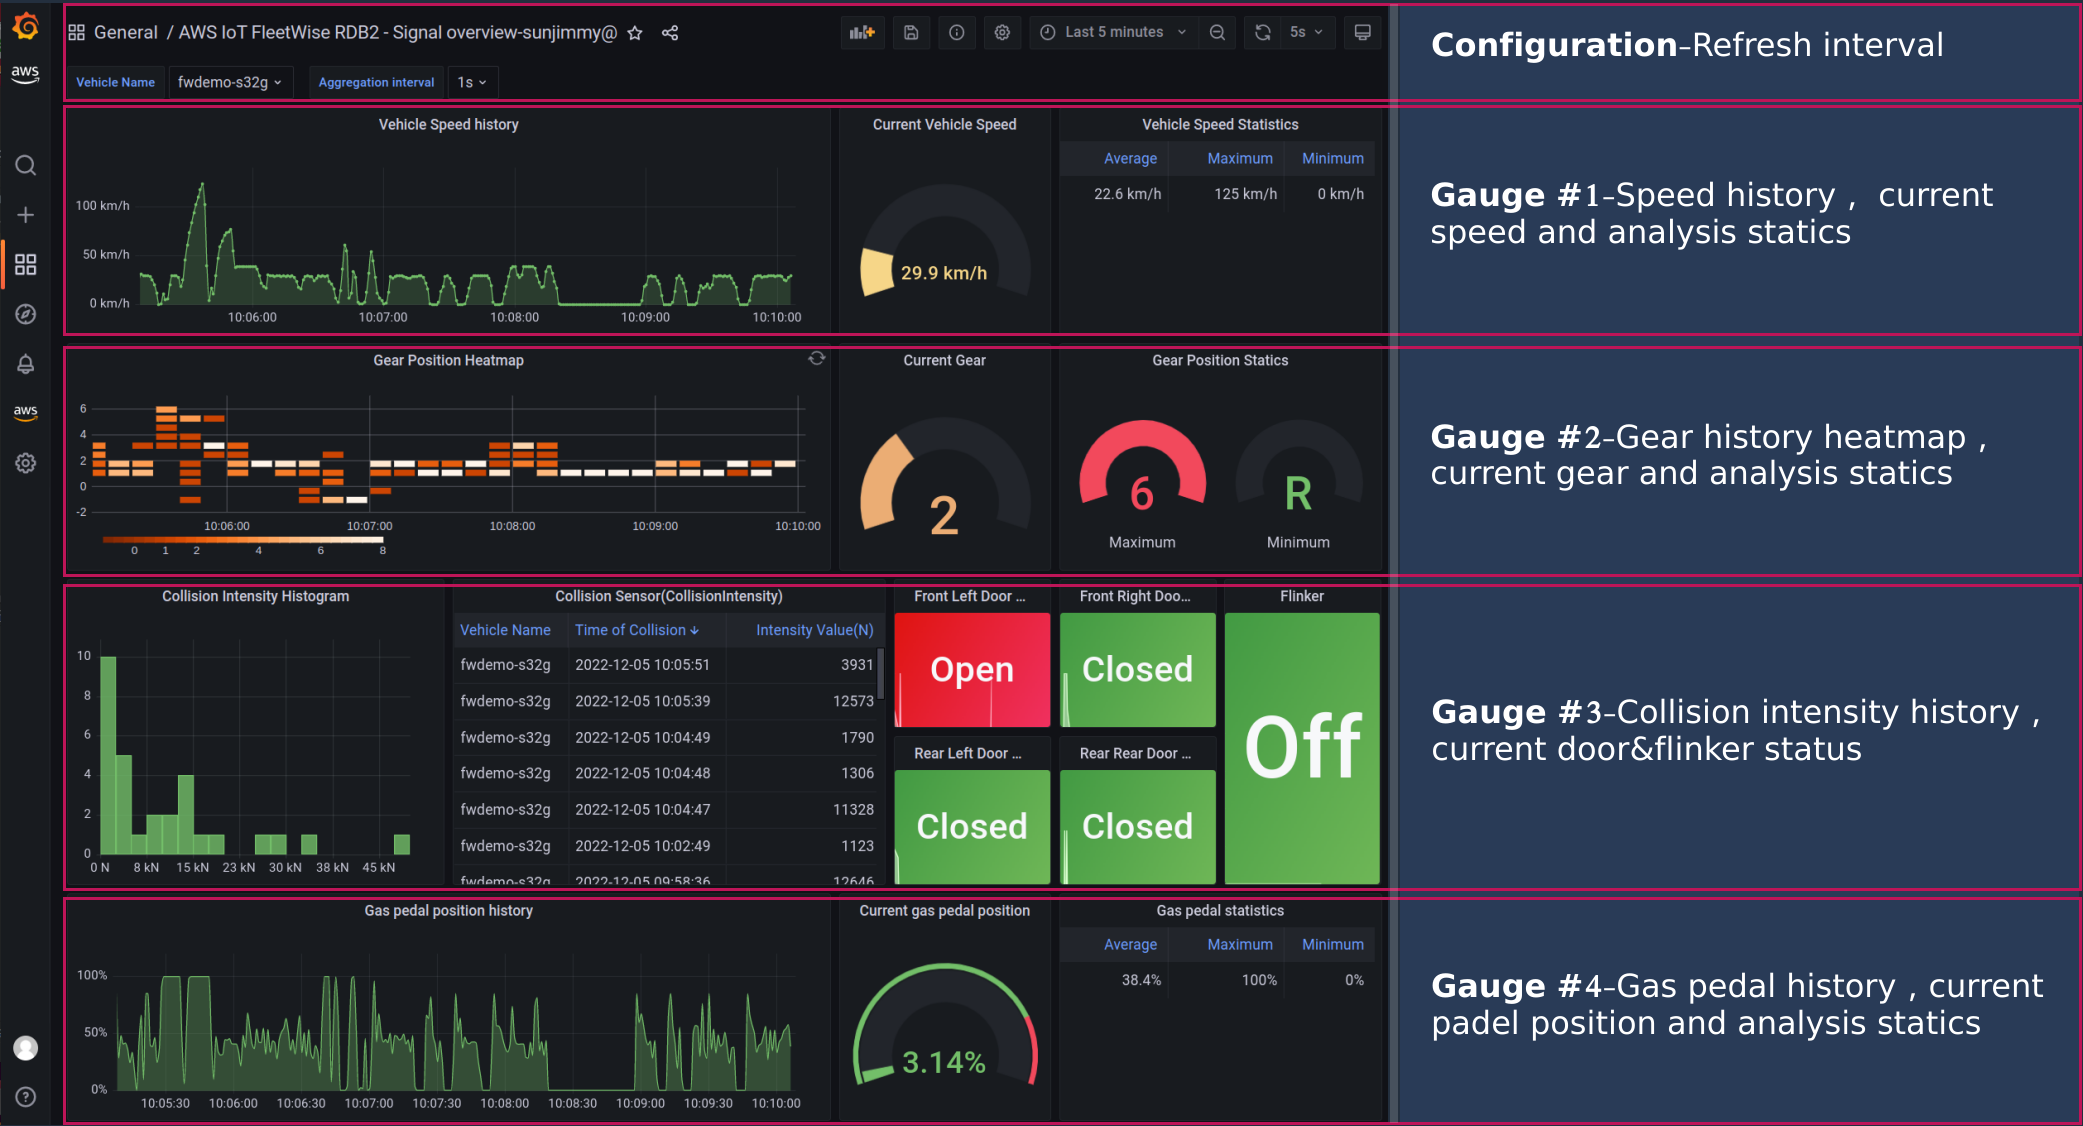 General / AWS IoT FleetWise RDB2 - Signal overview-sunjimmy@
Last 5 minutes
5s
aws
Vehicle Name fwdemo-s32g Aggregation interval 1s
Configuration-Refresh interval
Vehicle Speed history
100 km/h
50 km/h
0 km/h
10:06:00 10:07:00 10:08:00 10:09:00 10:10:00
Current Vehicle Speed
29.9 km/h
Vehicle Speed Statistics
Average Maximum Minimum
22.6 km/h 125 km/h 0 km/h
Gauge #1-Speed history , current
speed and analysis statics
Gear Position Heatmap
6
4
2
0
-2
10:06:00 10:07:00 10:08:00 10:09:00 10:10:00
0 1 2 4 6 8
Current Gear
2
Gear Position Statics
6
Maximum
R
Minimum
Gauge #2-Gear history heatmap ,
current gear and analysis statics
aws
Collision Intensity Histogram
10
8
6
4
2
0
0 N 8 kN 15 kN 23 kN 30 kN 38 kN 45 kN
Collision Sensor(CollisionIntensity)
Vehicle Name Time of Collision Intensity Value(N)
fwdemo-s32g 2022-12-05 10:05:51 3931
fwdemo-s32g 2022-12-05 10:05:39 12573
fwdemo-s32g 2022-12-05 10:04:49 1790
fwdemo-s32g 2022-12-05 10:04:48 1306
fwdemo-s32g 2022-12-05 10:04:47 11328
fwdemo-s32g 2022-12-05 10:02:49 1123
fwdemo-s32g 2022-12-05 09:58:36 12646
Front Left Door ...
Open
Front Right Doo...
Closed
Rear Left Door ...
Closed
Rear Rear Door ...
Closed
Flinker
Off
Gauge #3-Collision intensity history ,
current door&flinker status
Gas pedal position history
100%
50%
0%
10:05:30 10:06:00 10:06:30 10:07:00 10:07:30 10:08:00 10:08:30 10:09:00 10:09:30 10:10:00
Current gas pedal position
3.14%
Gas pedal statistics
Average Maximum Minimum
38.4% 100% 0%
Gauge #4-Gas pedal history , current
padel position and analysis statics